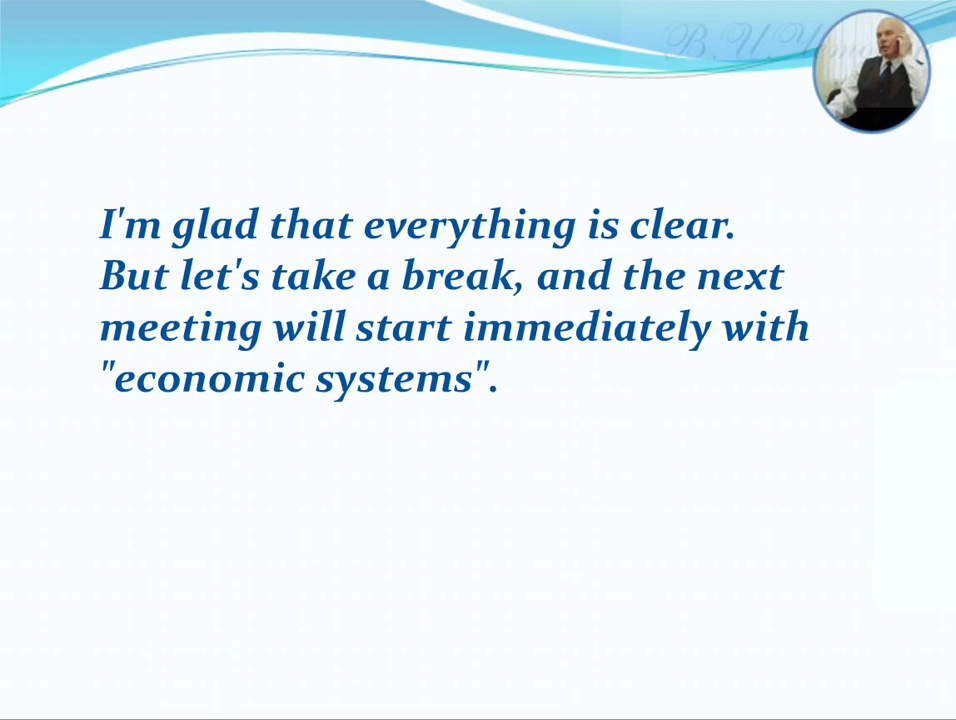 В. И. У
I'm glad that everything is clear.
But let's take a break, and the next
meeting will start immediately with
"economic systems".